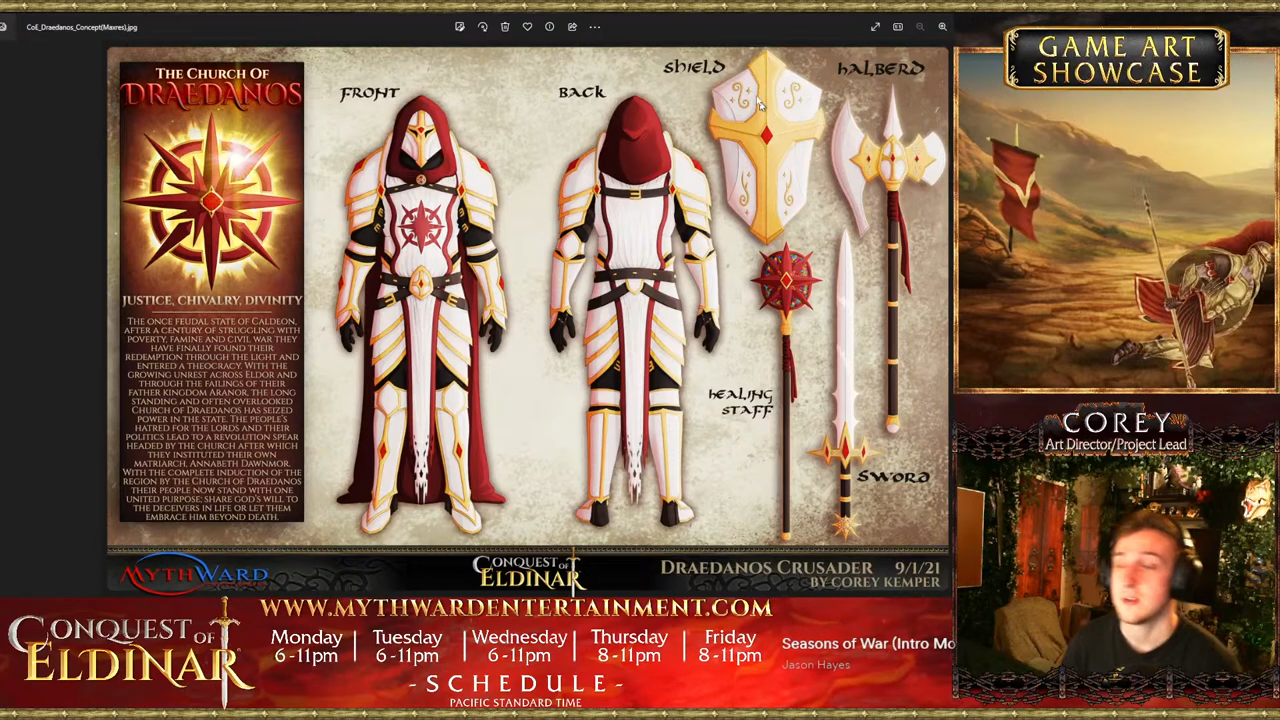 CoE_Draedanos_Concept(Maxres).jpg
THE CHURCH OF
DRAEDANOS
JUSTICE, CHIVALRY, DIVINITY
THE ONCE FEUDAL STATE OF CALDEON,
AFTER A CENTURY OF STRUGGLING WITH
POVERTY, FAMINE AND CIVIL WAR THEY
HAVE FINALLY FOUND THEIR
REDEMPTION THROUGH THE LIGHT AND
ENTERED A THEOCRACY. WITH THE
GROWING UNREST ACROSS ELDOR AND
THROUGH THE FAILINGS OF THEIR
FATHER KINGDOM ARANOR, THE LONG
STANDING AND OFTEN OVERLOOKED
CHURCH OF DRAEDANOS HAS SEIZED
POWER IN THE STATE. THE PEOPLE'S
HATRED FOR THE LORDS AND THEIR
POLITICS LEAD TO A REVOLUTION SPEAR
HEADED BY THE CHURCH AFTER WHICH
THEY INSTITUTED THEIR OWN
MATRIARCH, ANNABETH DAWNMOR.
WITH THE COMPLETE INDUCTION OF THE
REGION BY THE CHURCH OF DRAEDANOS
THEIR PEOPLE NOW STAND WITH ONE
UNITED PURPOSE; SHARE GOD'S WILL TO
THE DECEIVERS IN LIFE OR LET THEM
EMBRACE HIM BEYOND DEATH.
FRONT
BACK
SHIELD
HALBERD
HEALING
STAFF
SWORD
MYTHWARD
CONQUEST OF
ELDINAR
DRAEDANOS CRUSADER 9/1/21
BY COREY KEMPER
GAME ART
SHOWCASE
COREY
Art Director/Project Lead
CONQUEST OF
ELDINAR
WWW.MYTHWARDENTERTAINMENT.COM
Monday | Tuesday | Wednesday | Thursday | Friday
6 -11pm | 6 -11pm | 6 -11pm | 8 -11pm | 8 -11pm
- SCHEDULE -
PACIFIC STANDARD TIME
Seasons of War (Intro Mo
Jason Hayes